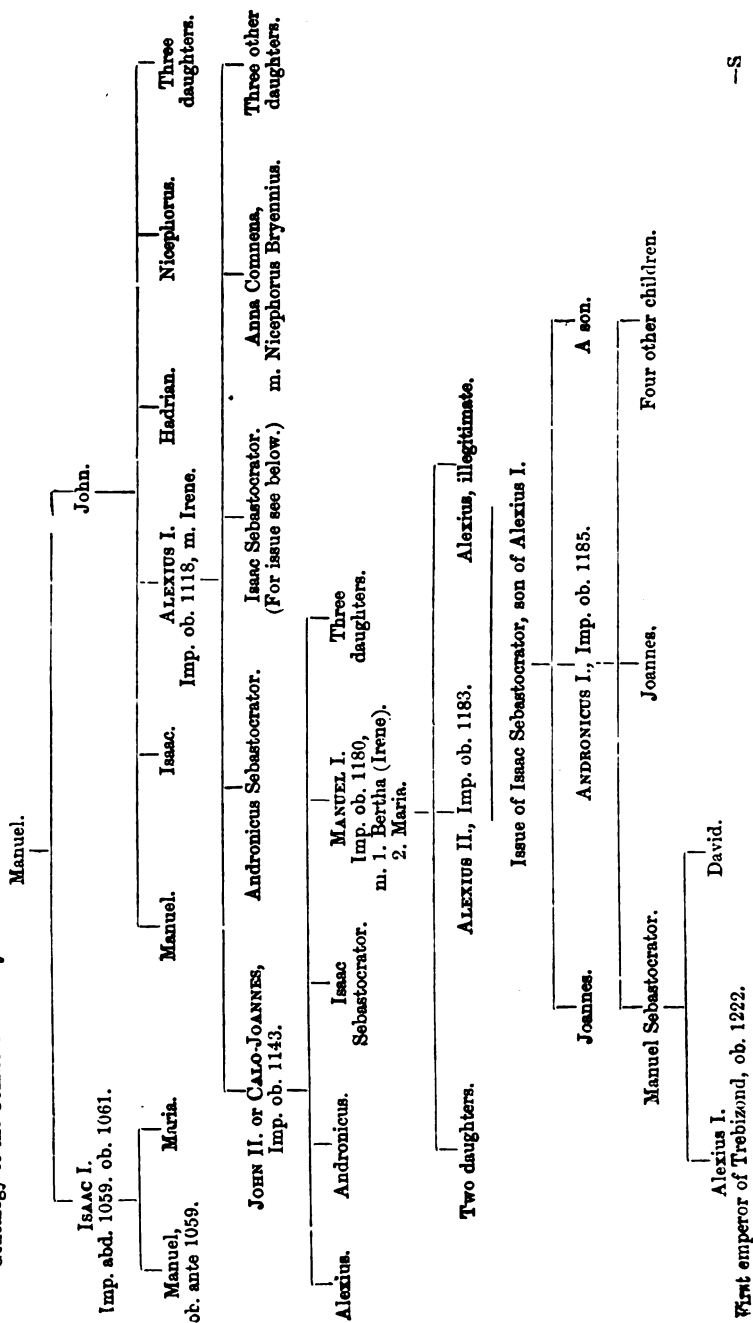 Genealogy of the
Manuel.
ISAAC I.
Imp. abd. 1059. ob. 1061.
John.
Manuel,
ob. ante 1059.
Maria.
Manuel.
Isaac.
ALEXIUS I.
Imp. ob. 1118, m. Irene.
Hadrian.
Nicephorus.
Three
daughters.
JOHN II. or CALO-JOANNES,
Imp. ob. 1143.
Andronicus Sebastocrator.
Isaac Sebastocrator.
(For issue see below.)
Anna Comnena,
m. Nicephorus Bryennius.
Three other
daughters.
Alexius.
Andronicus.
Isaac
Sebastocrator.
MANUEL I.
Imp. ob. 1180,
m. 1. Bertha (Irene).
2. Maria.
Three
daughters.
Two daughters.
ALEXIUS II., Imp. ob. 1183.
Alexius, illegitimate.
Issue of Isaac Sebastocrator, son of Alexius I.
Joannes.
ANDRONICUS I., Imp. ob. 1185.
A son.
Manuel Sebastocrator.
Joannes.
Four other children.
Alexius I.
First emperor of Trebizond, ob. 1222.
David.
—S